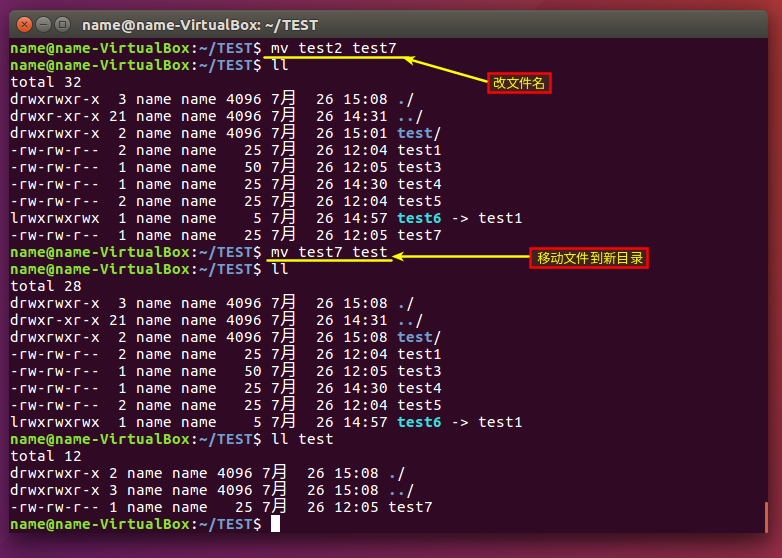 name@name-VirtualBox: ~/TEST
name@name-VirtualBox:~/TEST$ mv test2 test7
name@name-VirtualBox:~/TEST$ ll
改文件名
total 32
drwxrwxr-x  3 name name 4096 7月  26 15:08 ./
drwxr-xr-x 21 name name 4096 7月  26 14:31 ../
drwxrwxr-x  2 name name 4096 7月  26 15:01 test/
-rw-rw-r--  2 name name   25 7月  26 12:04 test1
-rw-rw-r--  1 name name   50 7月  26 12:05 test3
-rw-rw-r--  1 name name   25 7月  26 14:30 test4
-rw-rw-r--  2 name name   25 7月  26 12:04 test5
lrwxrwxrwx  1 name name    5 7月  26 14:57 test6 -> test1
-rw-rw-r--  1 name name   25 7月  26 12:05 test7
name@name-VirtualBox:~/TEST$ mv test7 test
移动文件到新目录
name@name-VirtualBox:~/TEST$ ll
total 28
drwxrwxr-x  3 name name 4096 7月  26 15:08 ./
drwxr-xr-x 21 name name 4096 7月  26 14:31 ../
drwxrwxr-x  2 name name 4096 7月  26 15:08 test/
-rw-rw-r--  2 name name   25 7月  26 12:04 test1
-rw-rw-r--  1 name name   50 7月  26 12:05 test3
-rw-rw-r--  1 name name   25 7月  26 14:30 test4
-rw-rw-r--  2 name name   25 7月  26 12:04 test5
lrwxrwxrwx  1 name name    5 7月  26 14:57 test6 -> test1
name@name-VirtualBox:~/TEST$ ll test
total 12
drwxrwxr-x 2 name name 4096 7月  26 15:08 ./
drwxrwxr-x 3 name name 4096 7月  26 15:08 ../
-rw-rw-r-- 1 name name   25 7月  26 12:05 test7
name@name-VirtualBox:~/TEST$